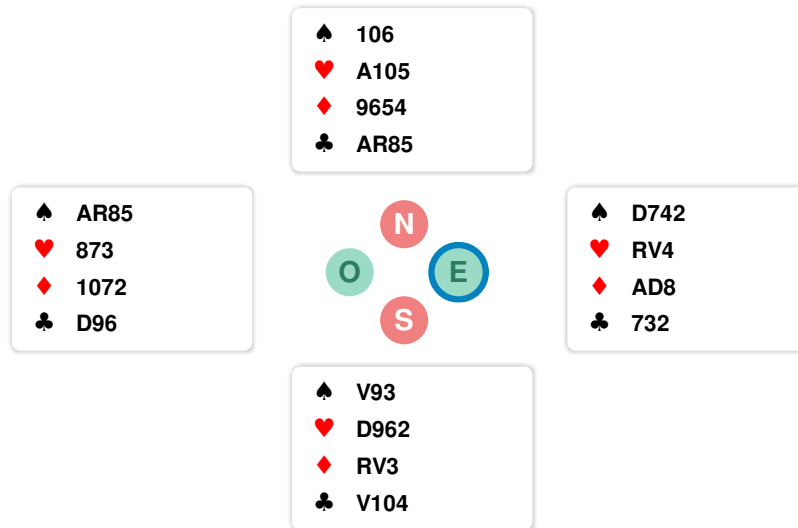 ♠ 106
♥ A105
♦ 9654
♣ AR85
♠ AR85
♥ 873
♦ 1072
♣ D96
N
O E
S
♠ D742
♥ RV4
♦ AD8
♣ 732
♠ V93
♥ D962
♦ RV3
♣ V104